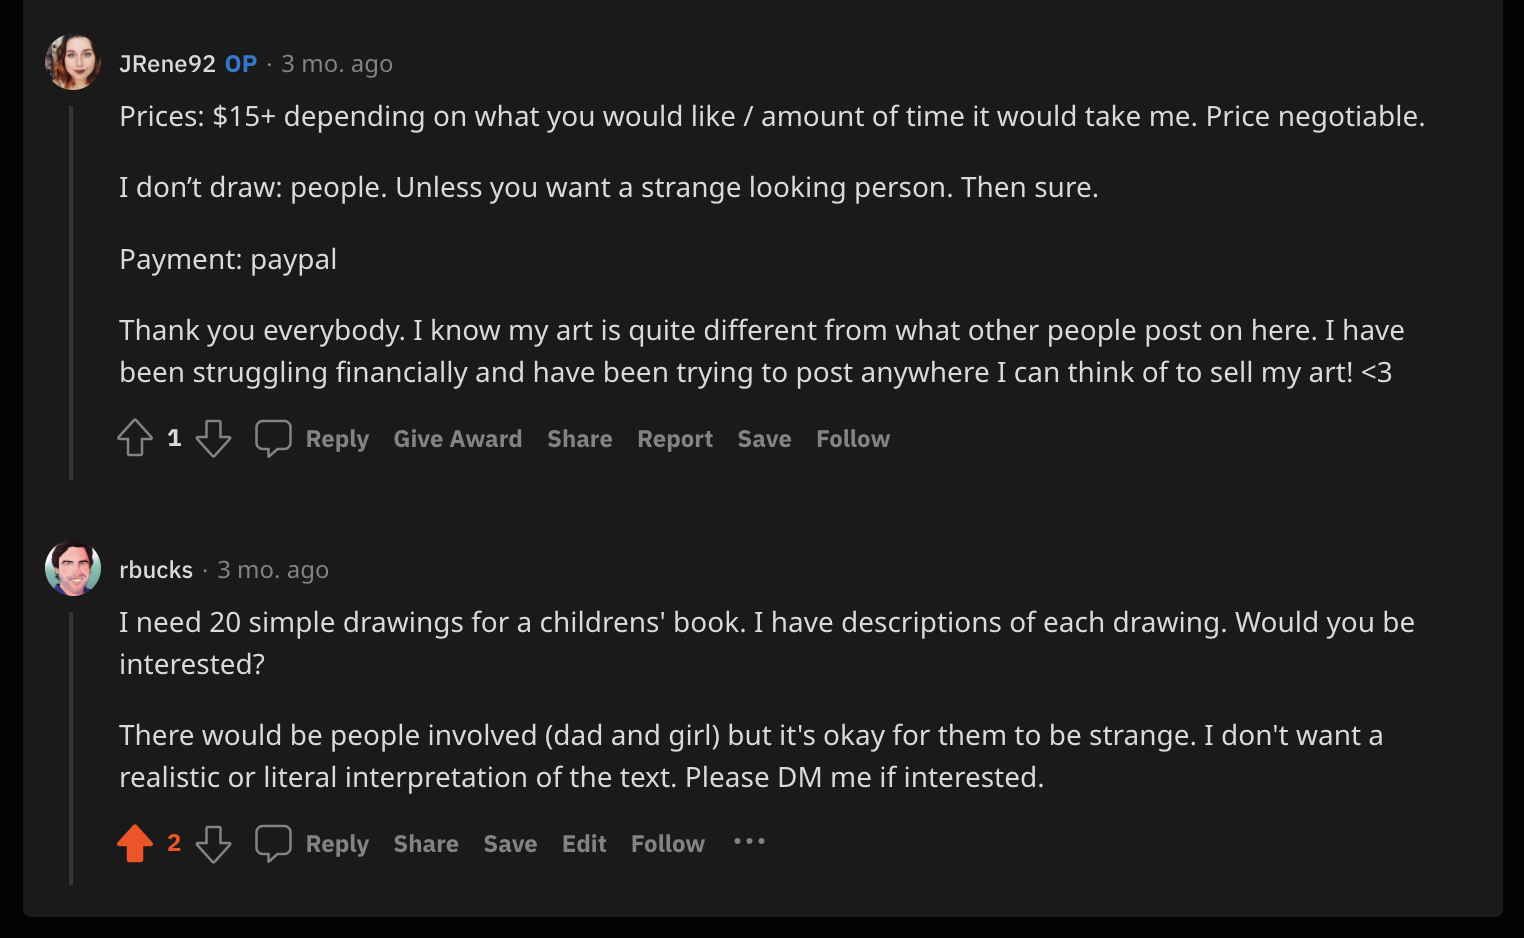 JRene92 OP · 3 mo. ago
Prices: $15+ depending on what you would like / amount of time it would take me. Price negotiable.
I don’t draw: people. Unless you want a strange looking person. Then sure.
Payment: paypal
Thank you everybody. I know my art is quite different from what other people post on here. I have
been struggling financially and have been trying to post anywhere I can think of to sell my art! <3
1 Reply Give Award Share Report Save Follow
rbucks · 3 mo. ago
I need 20 simple drawings for a childrens' book. I have descriptions of each drawing. Would you be
interested?
There would be people involved (dad and girl) but it's okay for them to be strange. I don't want a
realistic or literal interpretation of the text. Please DM me if interested.
2 Reply Share Save Edit Follow ···